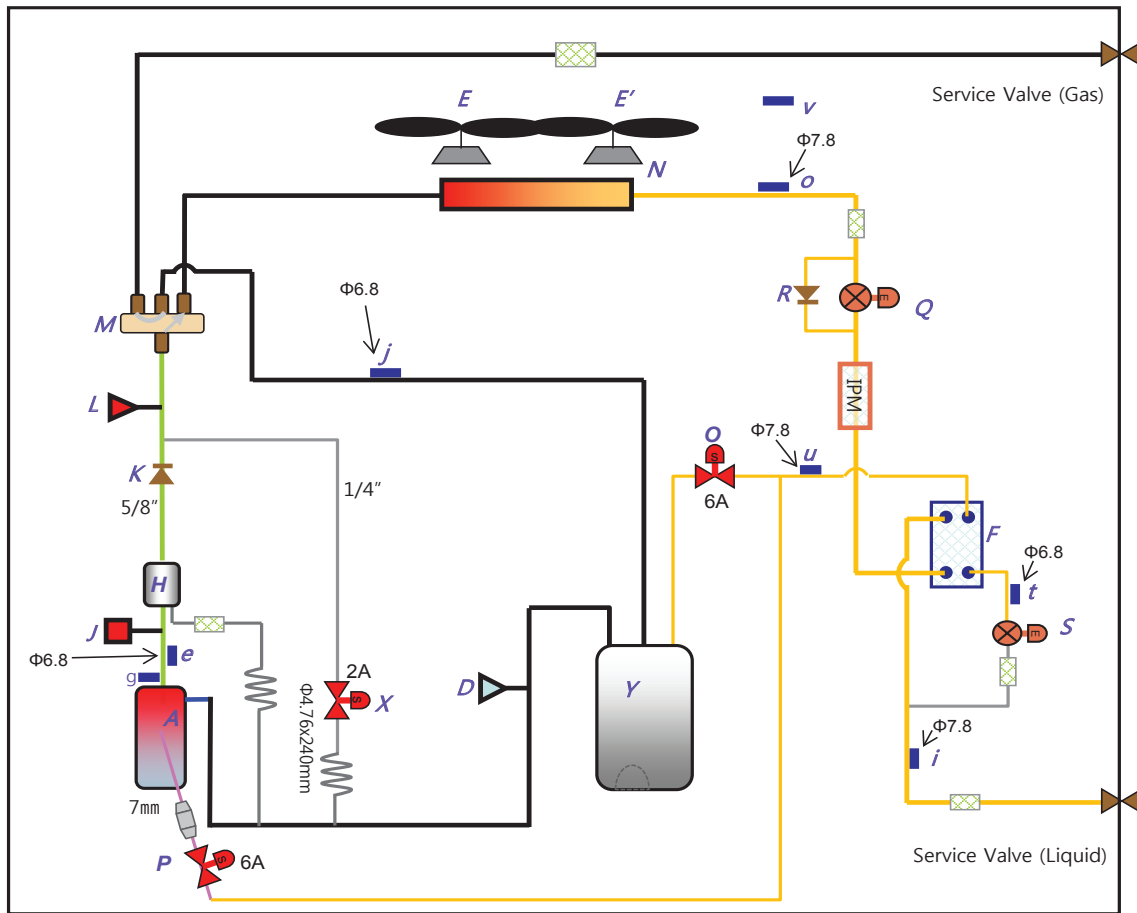 Service Valve (Gas)
E
E'
v
Φ7.8
N
o
R
E
Q
Φ6.8
M
j
IPM
L
O
S
Φ7.8
u
6A
K
5/8"
1/4"
F
H
Φ6.8
t
E
S
J
e
Φ6.8
g
2A
S
X
Φ4.76x240mm
D
Y
A
Φ7.8
i
7mm
P
S
6A
Service Valve (Liquid)